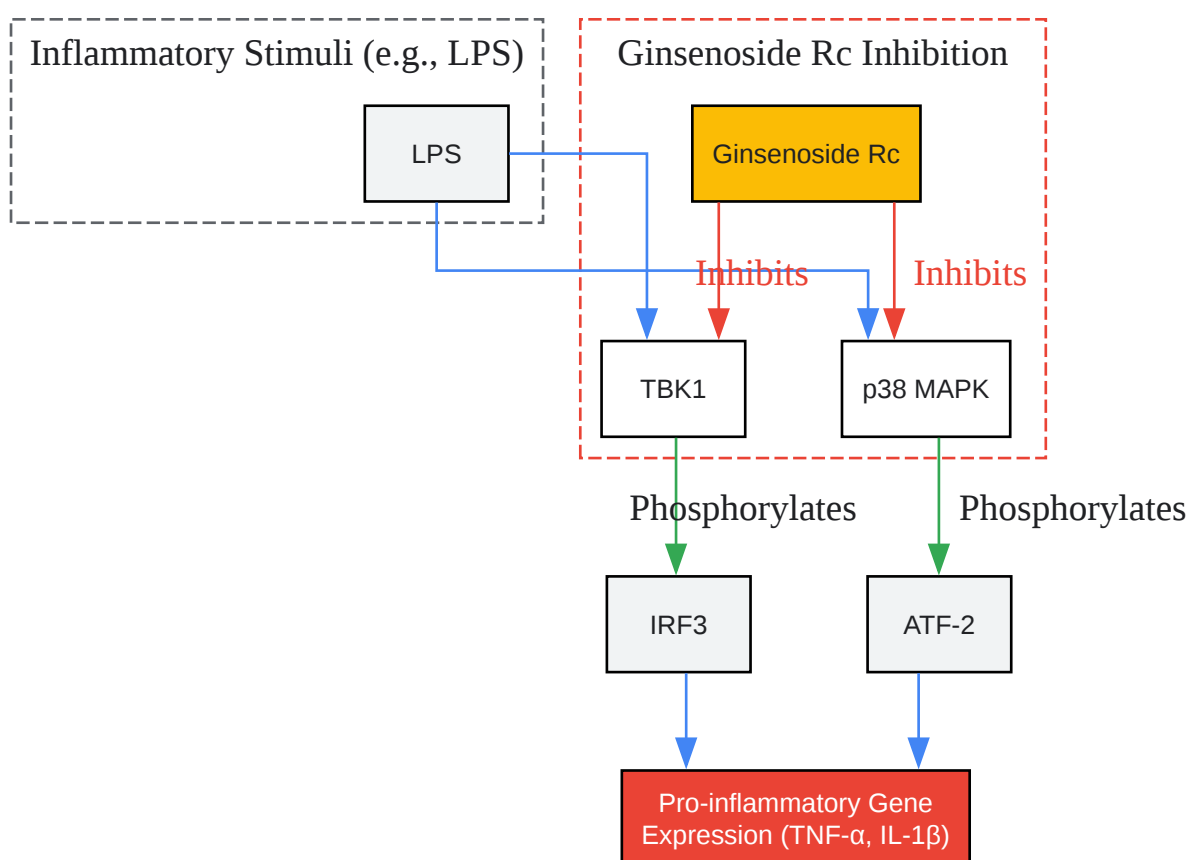 Inflammatory Stimuli (e.g., LPS)
Ginsenoside Rc Inhibition
LPS
Ginsenoside Rc
Inhibits
Inhibits
TBK1
p38 MAPK
Phosphorylates
Phosphorylates
IRF3
ATF-2
Pro-inflammatory Gene
Expression (TNF-α, IL-1β)